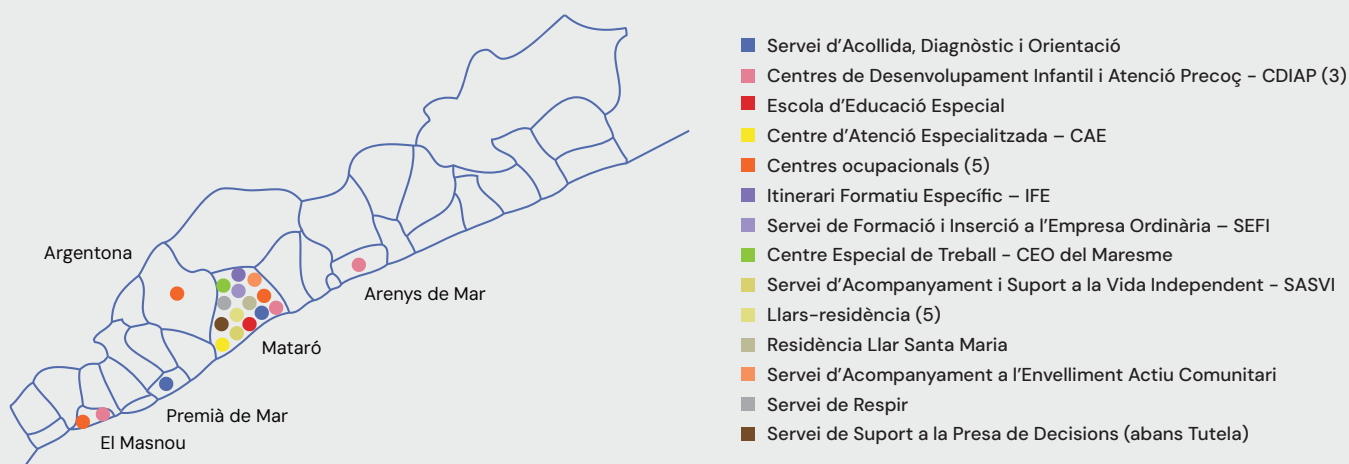 Argentona
Arenys de Mar
Mataró
Premià de Mar
El Masnou
Servei d'Acollida, Diagnòstic i Orientació
Centres de Desenvolupament Infantil i Atenció Precoç - CDIAP (3)
Escola d'Educació Especial
Centre d'Atenció Especialitzada – CAE
Centres ocupacionals (5)
Itinerari Formatiu Específic – IFE
Servei de Formació i Inserció a l'Empresa Ordinària – SEFI
Centre Especial de Treball - CEO del Maresme
Servei d'Acompanyament i Suport a la Vida Independent - SASVI
Llars-residència (5)
Residència Llar Santa Maria
Servei d'Acompanyament a l'Envelliment Actiu Comunitari
Servei de Respir
Servei de Suport a la Presa de Decisions (abans Tutela)